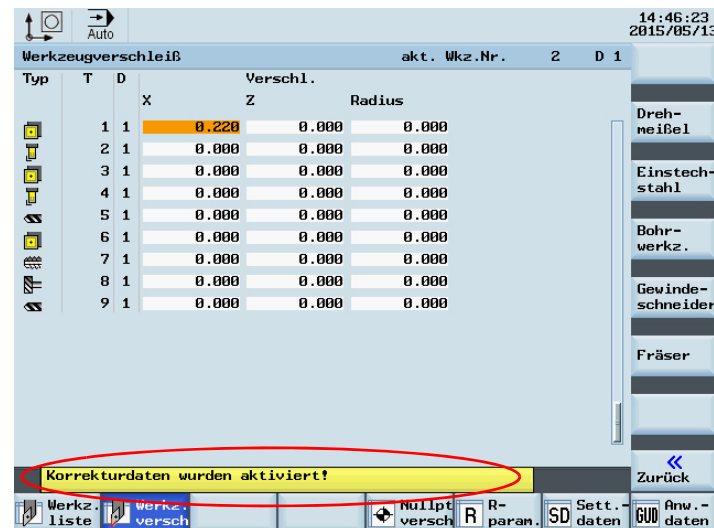 14:46:23
Auto
2015/05/13
Werkzeugverschleiß akt. Wkz.Nr. 2 D 1
Typ T D Verschl.
X Z Radius
1 1 0.220 0.000 0.000
2 1 0.000 0.000 0.000
3 1 0.000 0.000 0.000
4 1 0.000 0.000 0.000
5 1 0.000 0.000 0.000
6 1 0.000 0.000 0.000
7 1 0.000 0.000 0.000
8 1 0.000 0.000 0.000
9 1 0.000 0.000 0.000
Dreh-
meißel
Einstech-
stahl
Bohr-
werkz.
Gewinde-
schneider
Fräser
«
Zurück
Korrekturdaten wurden aktiviert!
Werkz.
liste
Werkz.
versch
Nullpt
versch
R R-
param.
SD Sett.-
daten
GUD Anw.-
daten